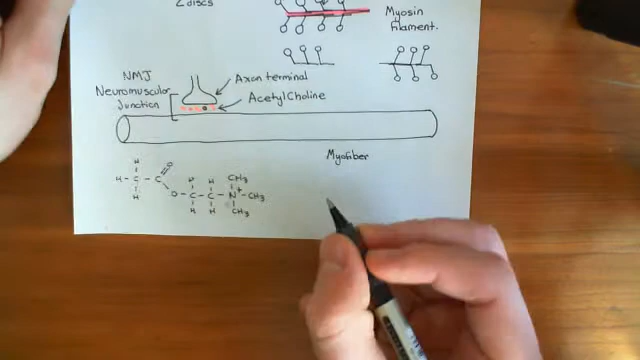 Z discs
Myosin
Filament.
NMJ
Neuromuscular
Junction
Axon terminal
AcetylCholine
Myofiber
H O
H - C - C H H CH3
H O - C - C - N+ - CH3
H H CH3